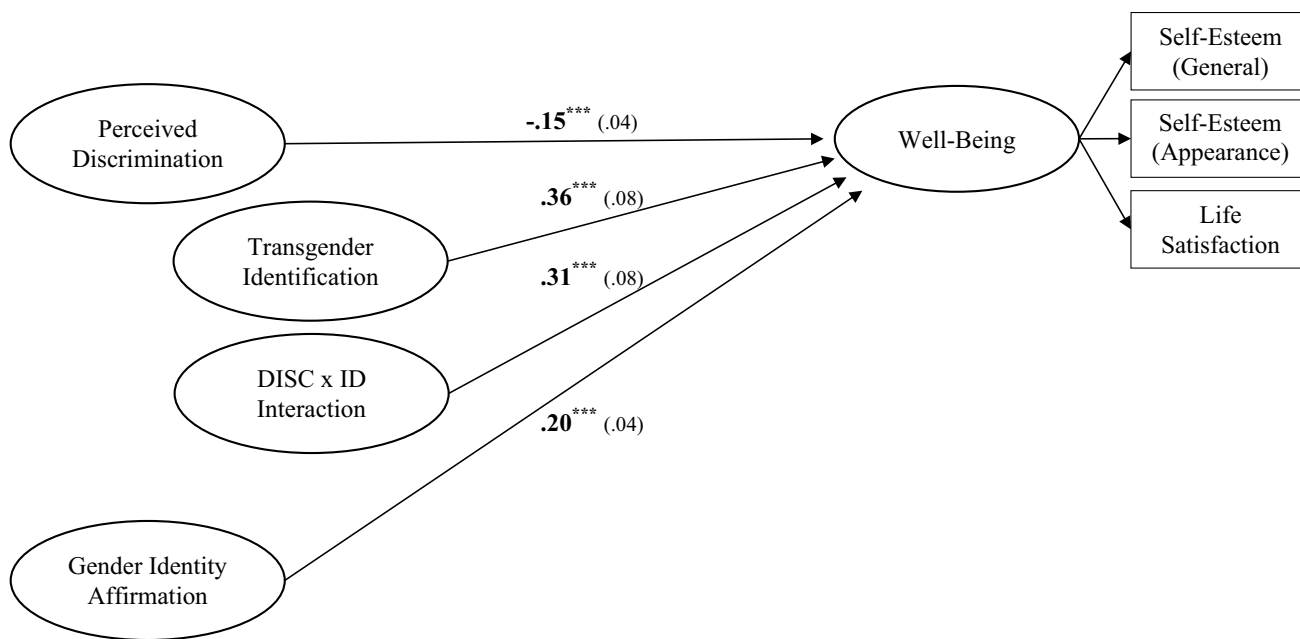 Self-Esteem
(General)
Perceived
Discrimination
-.15*** (.04)
Well-Being
Self-Esteem
(Appearance)
.36*** (.08)
Transgender
Identification
Life
Satisfaction
.31*** (.08)
DISC x ID
Interaction
.20*** (.04)
Gender Identity
Affirmation